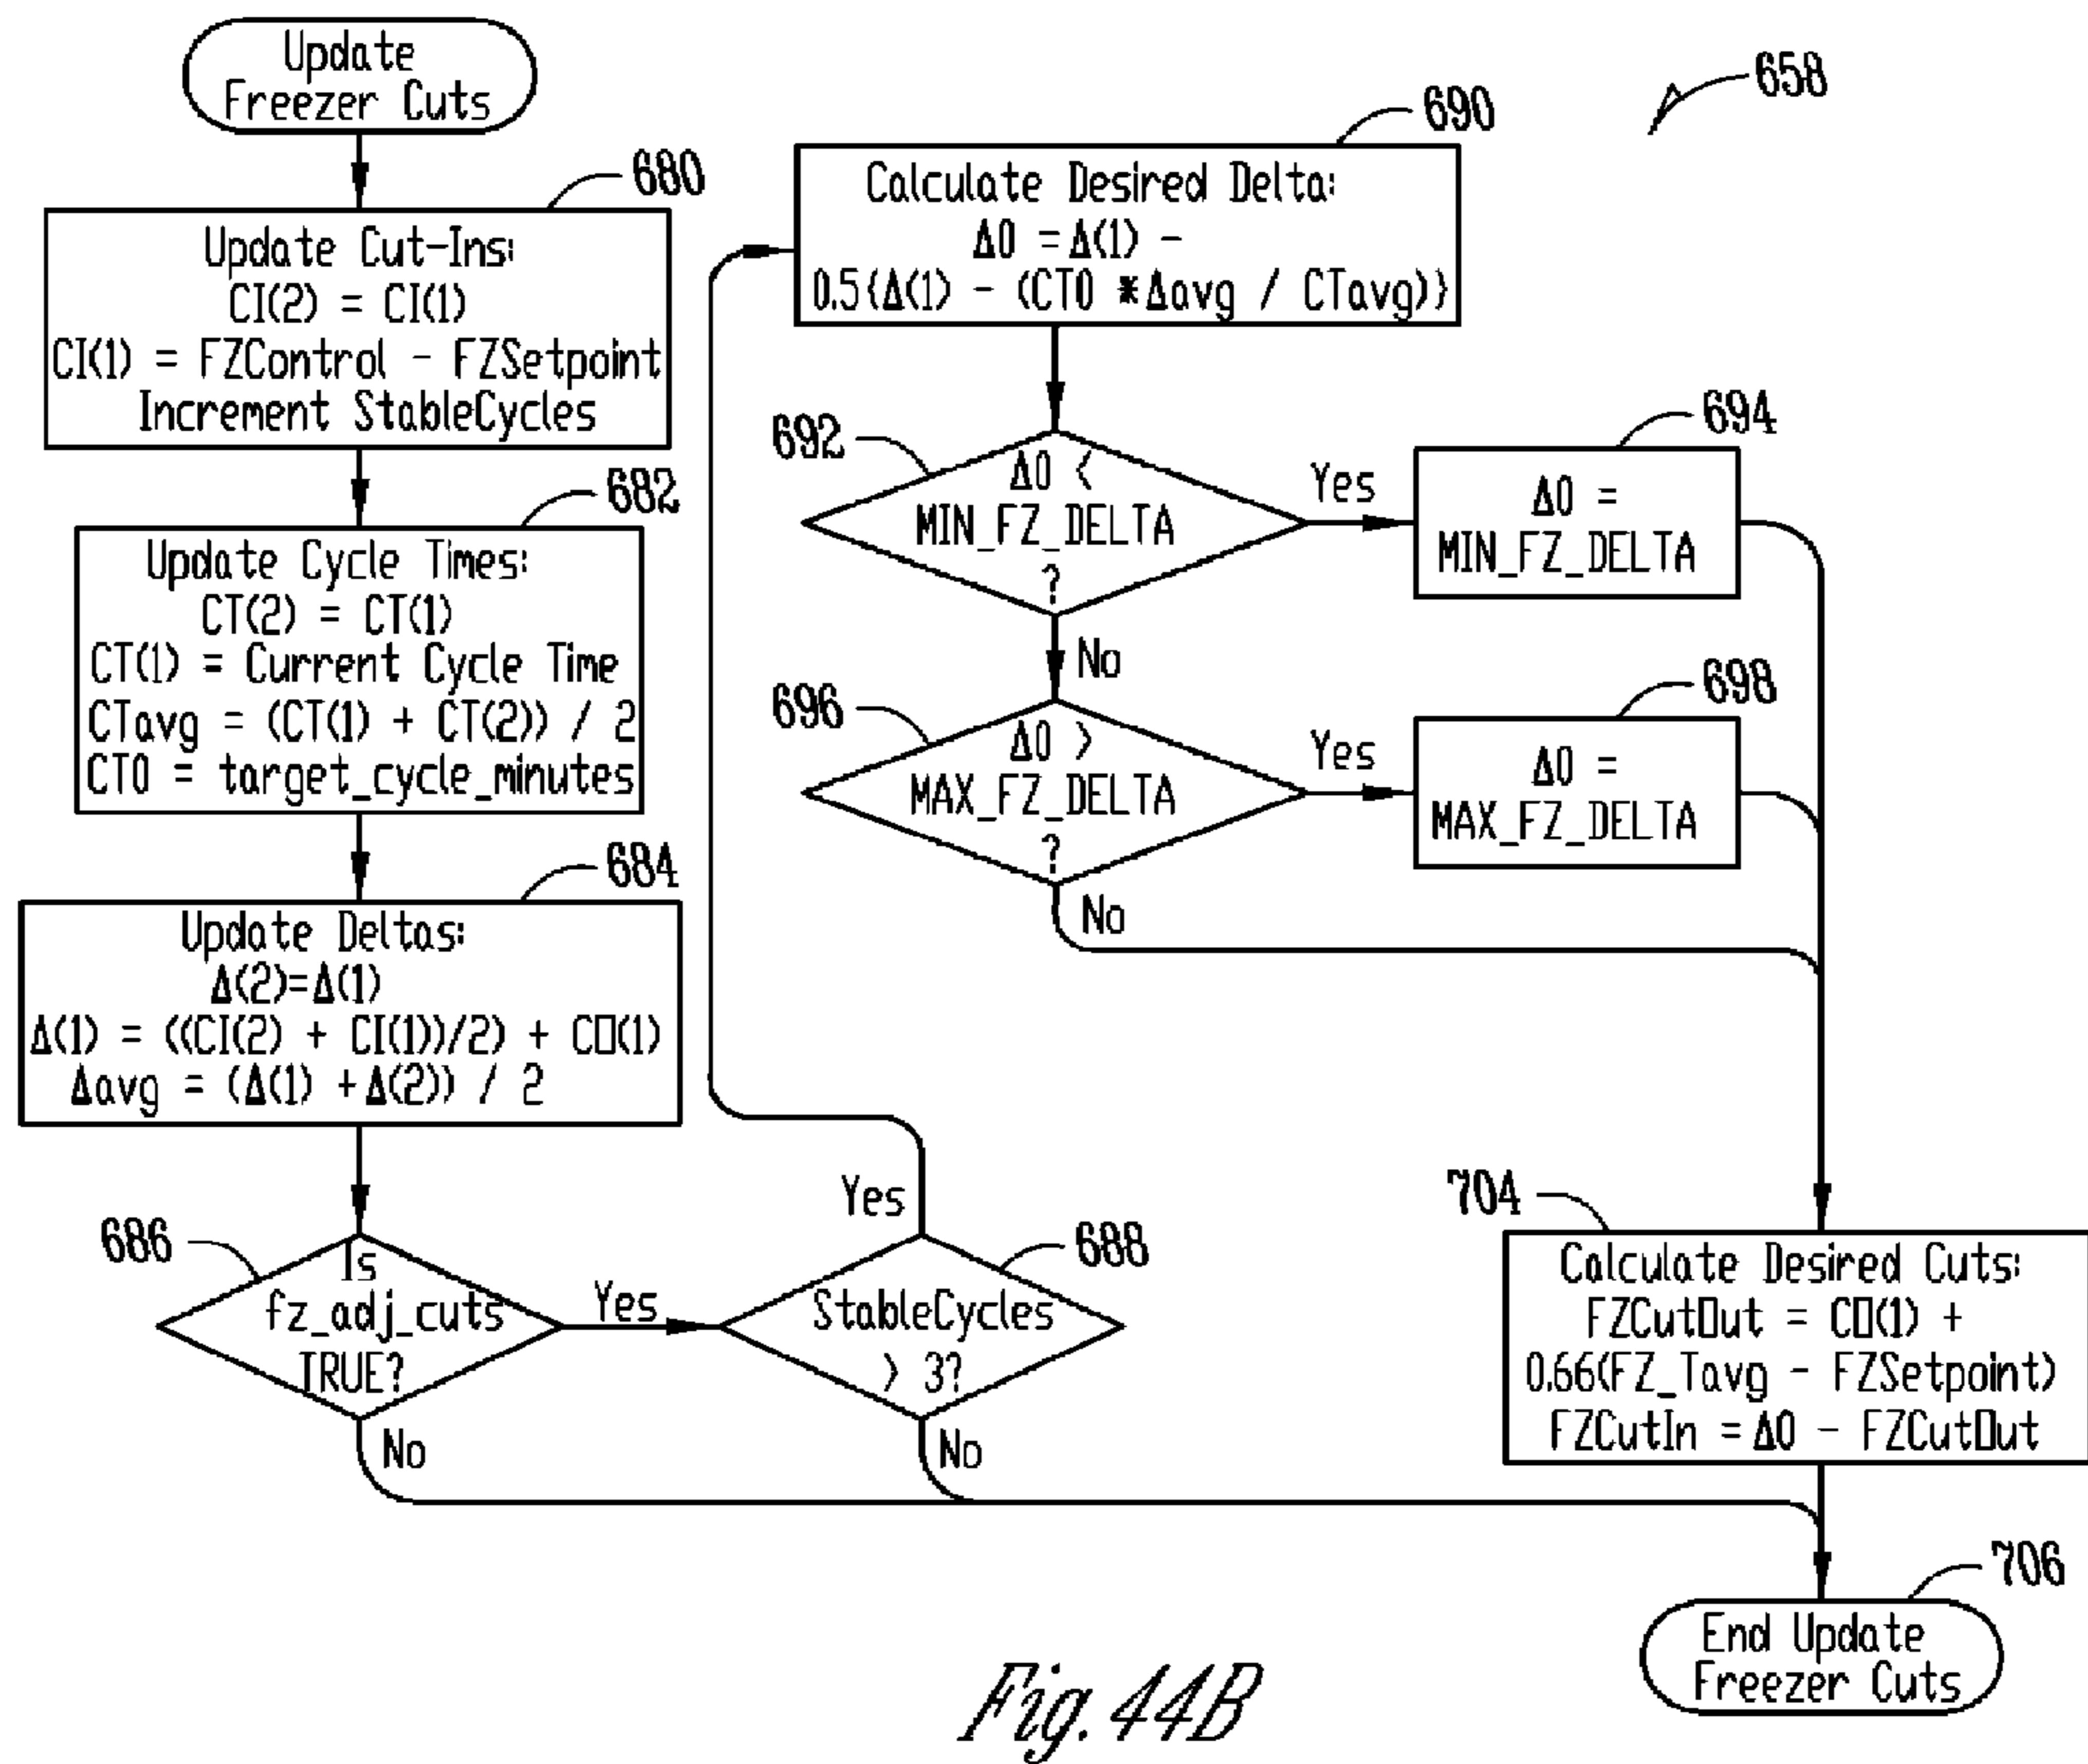 Update
Freezer Cuts
680
Update Cut-Ins:
CI(2) = CI(1)
CI(1) = FZControl - FZSetpoint
Increment StableCycles
682
Update Cycle Times:
CT(2) = CT(1)
CT(1) = Current Cycle Time
CTavg = (CT(1) + CT(2)) / 2
CT0 = target_cycle_minutes
684
Update Deltas:
Δ(2)=Δ(1)
Δ(1) = ((CI(2) + CI(1))/2) + CO(1)
Δavg = (Δ(1) +Δ(2)) / 2
686
Is
fz_adj_cuts
TRUE?
Yes
No
688
StableCycles
> 3?
Yes
No
658
690
Calculate Desired Delta:
Δ0 = Δ(1) -
0.5(Δ(1) - (CT0 * Δavg / CTavg))
692
Δ0 <
MIN_FZ_DELTA
?
Yes
No
694
Δ0 =
MIN_FZ_DELTA
696
Δ0 >
MAX_FZ_DELTA
?
Yes
No
698
Δ0 =
MAX_FZ_DELTA
704
Calculate Desired Cuts:
FZCutOut = CO(1) +
0.66(FZ_Tavg - FZSetpoint)
FZCutIn = Δ0 - FZCutOut
706
End Update
Freezer Cuts
Fig. 44B